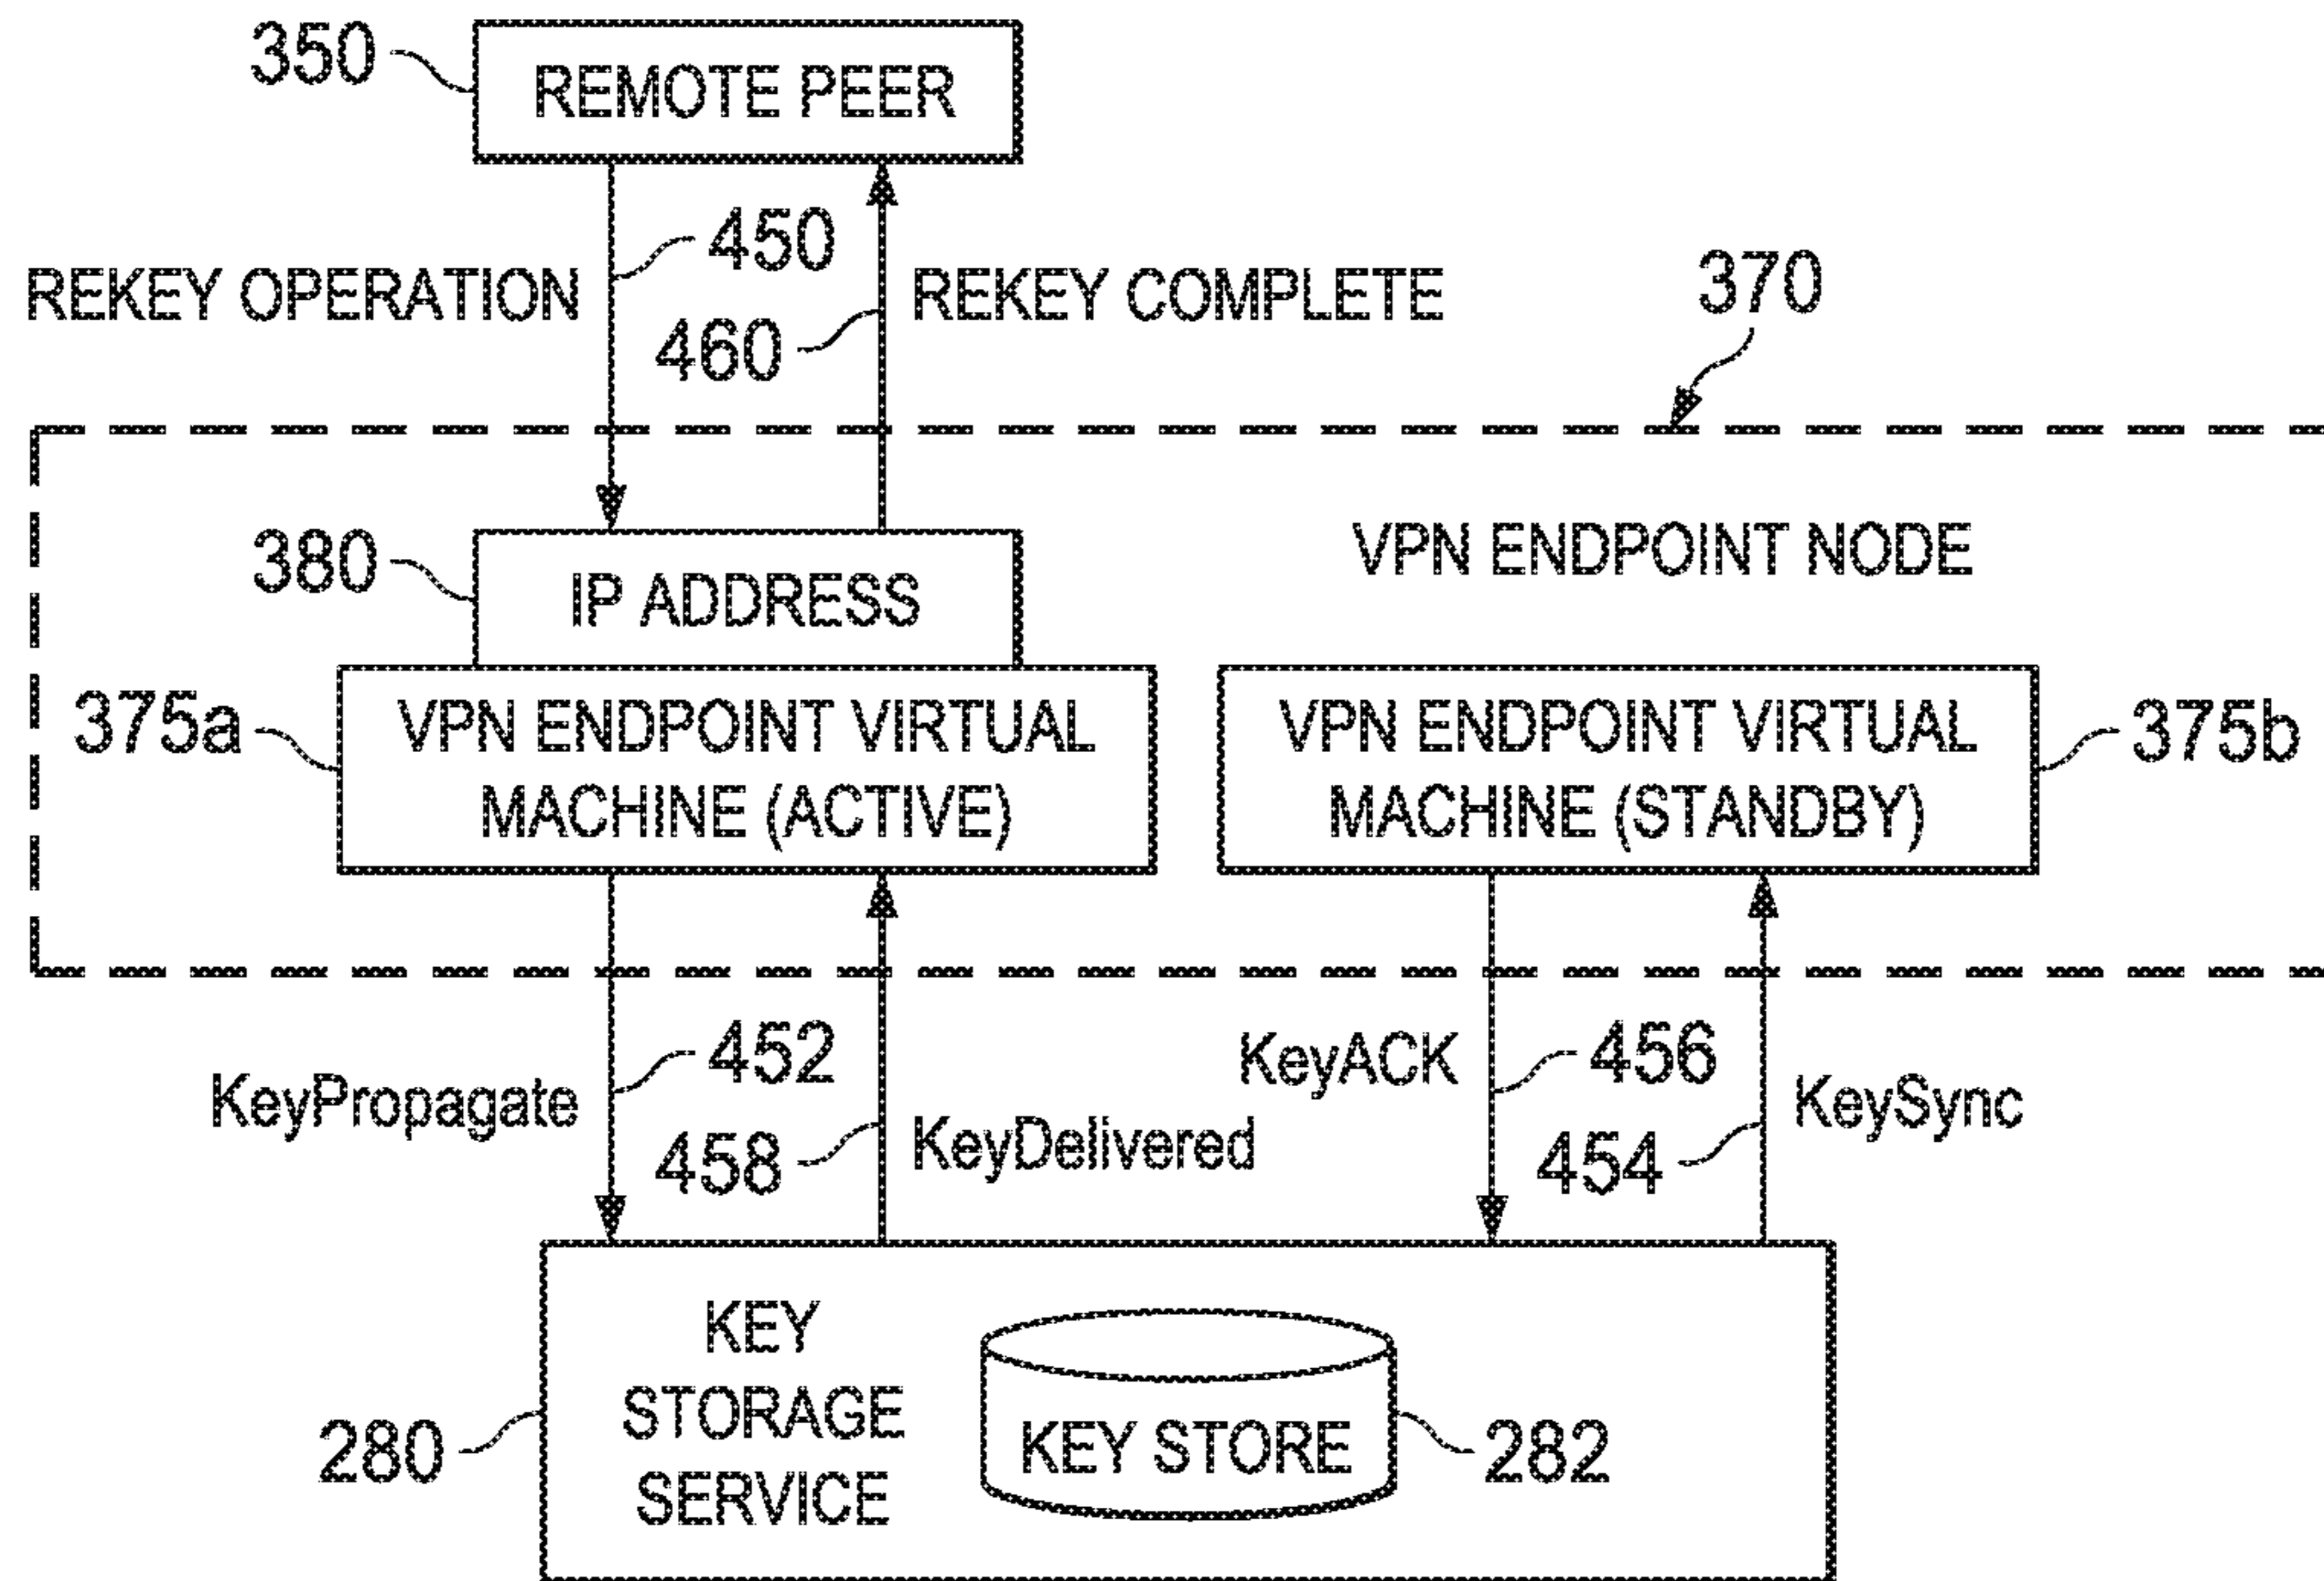 350
REMOTE PEER
450
REKEY OPERATION
REKEY COMPLETE
460
370
380
IP ADDRESS
VPN ENDPOINT NODE
375a
VPN ENDPOINT VIRTUAL
MACHINE (ACTIVE)
VPN ENDPOINT VIRTUAL
MACHINE (STANDBY)
375b
452
KeyPropagate
458
KeyDelivered
KeyACK
456
454
KeySync
KEY
STORAGE
SERVICE
280
KEY STORE
282